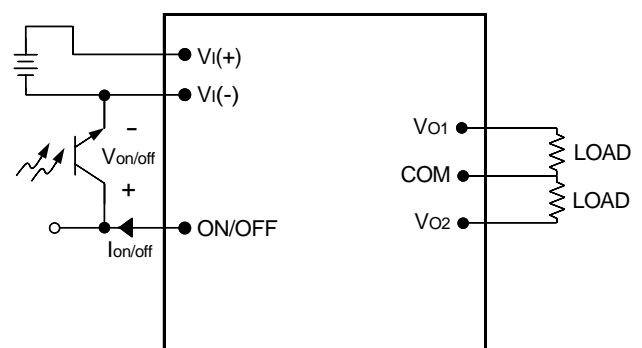 VI(+)
VI(-)
−
Von/off
+
ON/OFF
Ion/off
VO1
LOAD
COM
LOAD
VO2